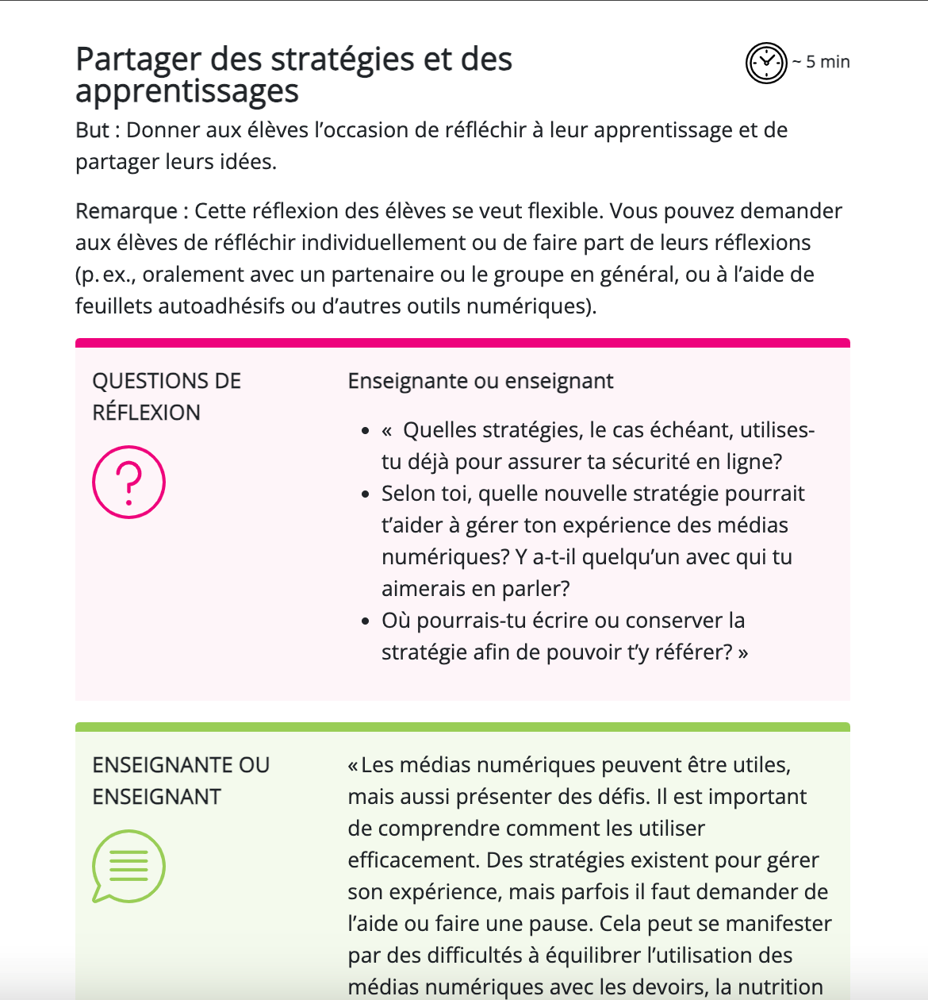 Partager des stratégies et des
apprentissages
~ 5 min
But : Donner aux élèves l’occasion de réfléchir à leur apprentissage et de
partager leurs idées.
Remarque : Cette réflexion des élèves se veut flexible. Vous pouvez demander
aux élèves de réfléchir individuellement ou de faire part de leurs réflexions
(p. ex., oralement avec un partenaire ou le groupe en général, ou à l’aide de
feuillets autoadhésifs ou d’autres outils numériques).
QUESTIONS DE
RÉFLEXION
?
Enseignante ou enseignant
• «  Quelles stratégies, le cas échéant, utilises-
tu déjà pour assurer ta sécurité en ligne?
• Selon toi, quelle nouvelle stratégie pourrait
t’aider à gérer ton expérience des médias
numériques? Y a-t-il quelqu’un avec qui tu
aimerais en parler?
• Où pourrais-tu écrire ou conserver la
stratégie afin de pouvoir t’y référer? »
ENSEIGNANTE OU
ENSEIGNANT
« Les médias numériques peuvent être utiles,
mais aussi présenter des défis. Il est important
de comprendre comment les utiliser
efficacement. Des stratégies existent pour gérer
son expérience, mais parfois il faut demander de
l’aide ou faire une pause. Cela peut se manifester
par des difficultés à équilibrer l’utilisation des
médias numériques avec les devoirs, la nutrition